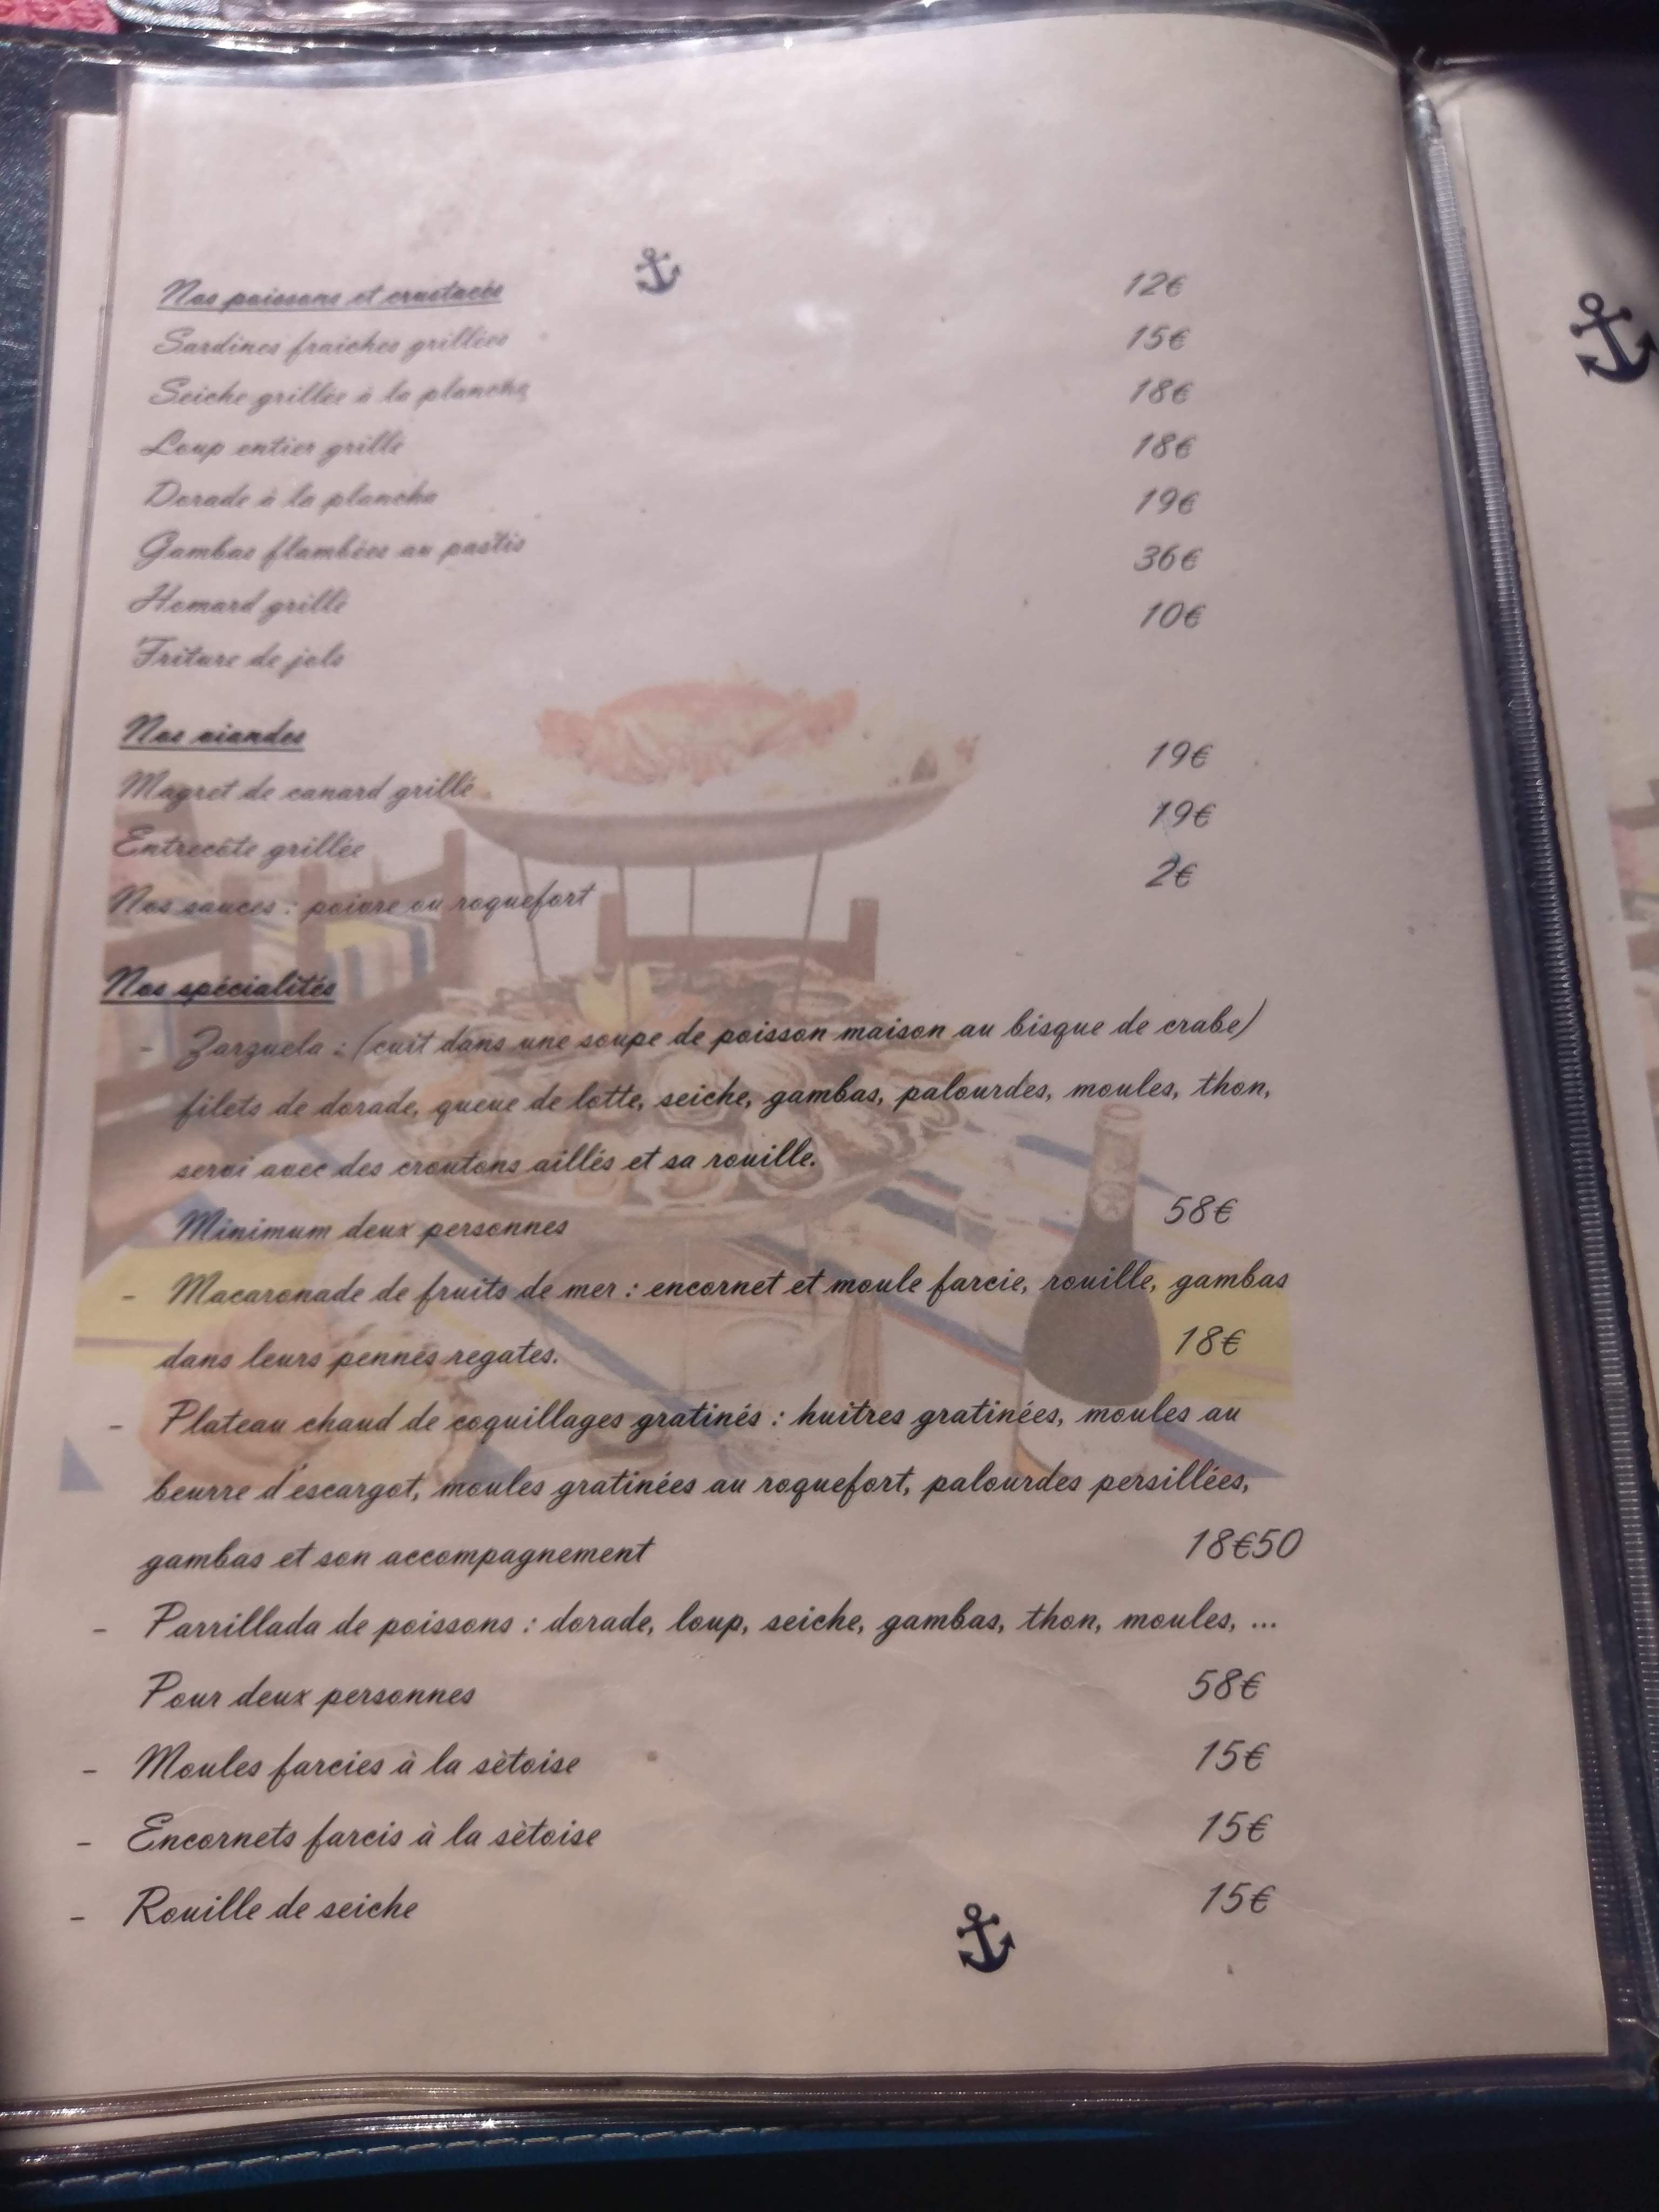 Nos poissons et crustacés 12€
Sardines fraiches grillées 15€
Seiche grillée à la plancha 18€
Loup entier grillé 18€
Dorade à la plancha 19€
Gambas flambées au pastis 36€
Homard grillé 10€
Friture de jols
Nos viandes
Magret de canard grillé 19€
Entrecôte grillée 19€
Nos sauces : poivre ou roquefort 2€
Nos spécialités
- Zarzuela : (cuit dans une soupe de poisson maison au bisque de crabe)
filets de dorade, queue de lotte, seiche, gambas, palourdes, moules, thon,
servi avec des croutons aillés et sa rouille.
Minimum deux personnes 58€
- Macaronade de fruits de mer : encornet et moule farcie, rouille, gambas
dans leurs pennes regates. 18€
- Plateau chaud de coquillages gratinés : huîtres gratinées, moules au
beurre d'escargot, moules gratinées au roquefort, palourdes persillées,
gambas et son accompagnement 18€50
- Parrillada de poissons : dorade, loup, seiche, gambas, thon, moules, ...
Pour deux personnes 58€
- Moules farcies à la sètoise 15€
- Encornets farcis à la sètoise 15€
- Rouille de seiche 15€